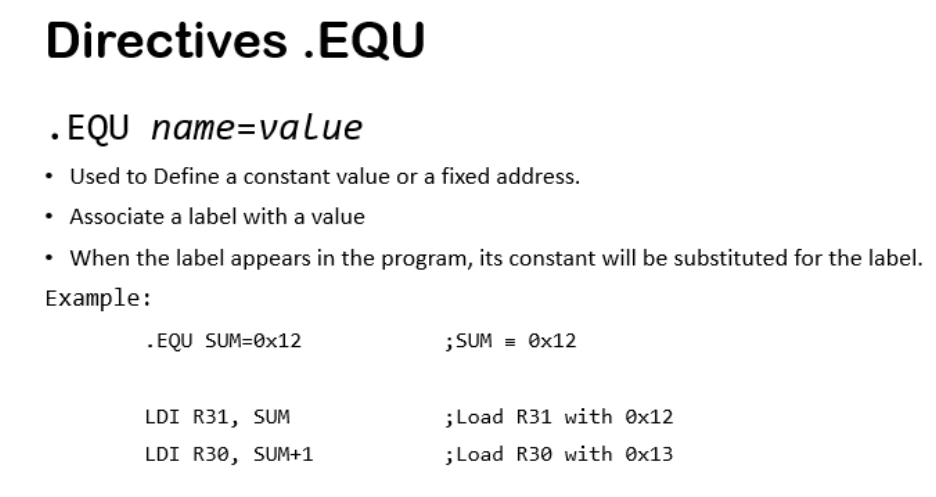 Directives .EQU
.EQU name=value
• Used to Define a constant value or a fixed address.
• Associate a label with a value
• When the label appears in the program, its constant will be substituted for the label.
Example:
.EQU SUM=0x12 ;SUM ≡ 0x12
LDI R31, SUM ;Load R31 with 0x12
LDI R30, SUM+1 ;Load R30 with 0x13